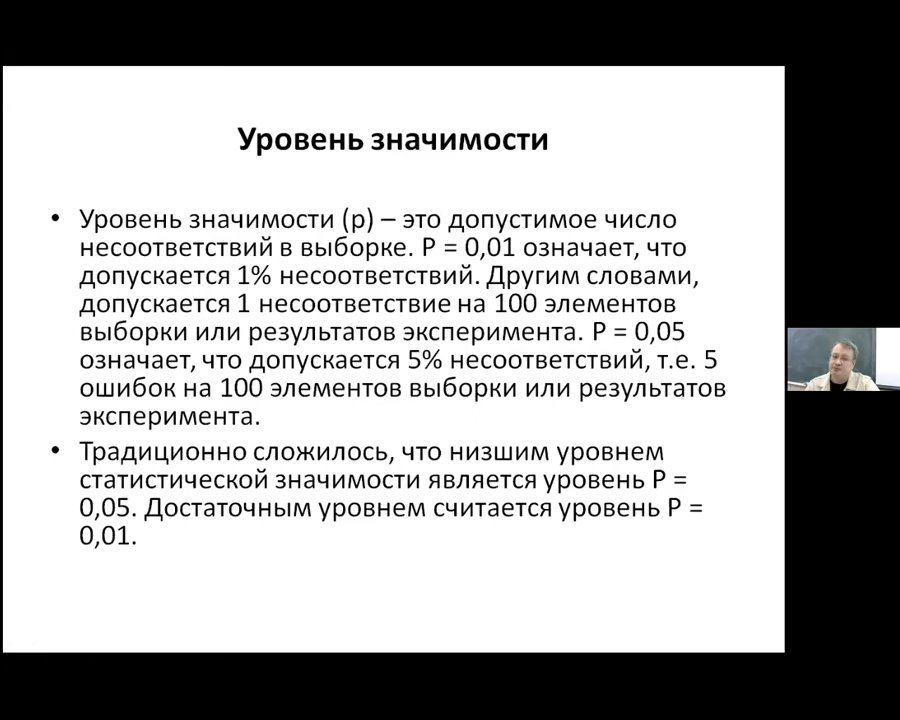 Уровень значимости
• Уровень значимости (p) – это допустимое число
несоответствий в выборке. P = 0,01 означает, что
допускается 1% несоответствий. Другим словами,
допускается 1 несоответствие на 100 элементов
выборки или результатов эксперимента. P = 0,05
означает, что допускается 5% несоответствий, т.е. 5
ошибок на 100 элементов выборки или результатов
эксперимента.
• Традиционно сложилось, что низшим уровнем
статистической значимости является уровень P =
0,05. Достаточным уровнем считается уровень P =
0,01.